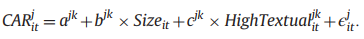 CAR^j_it = a^jk + b^jk × Size_it + c^jk × HighTextual^jk_it + ϵ^j_it.